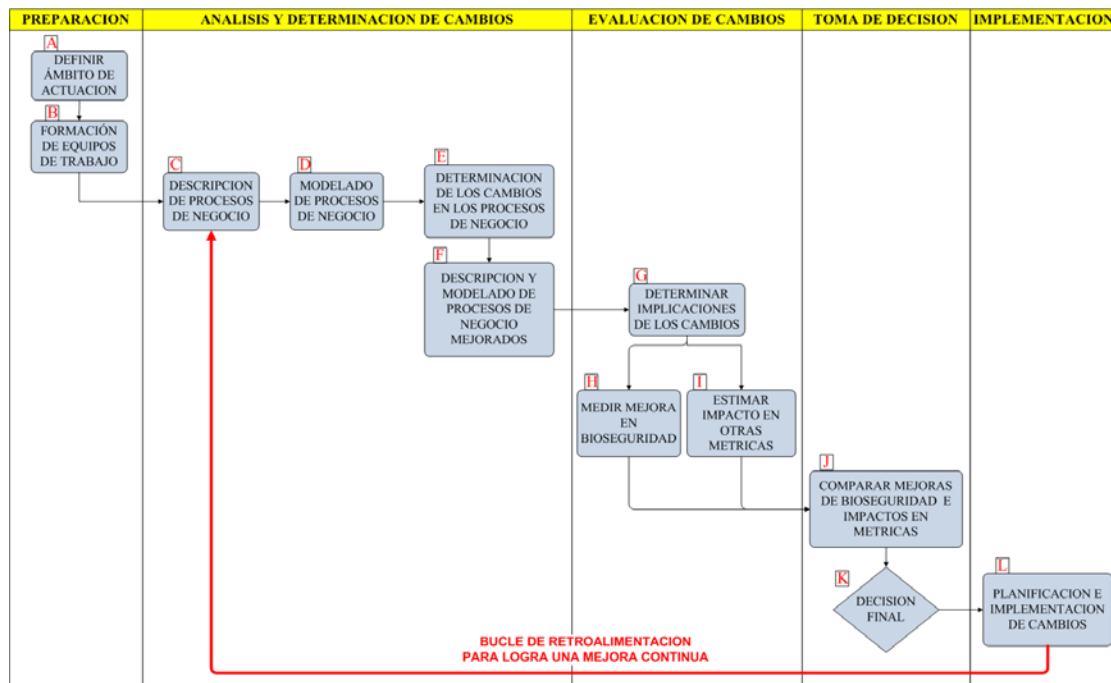 PREPARACION
ANALISIS Y DETERMINACION DE CAMBIOS
EVALUACION DE CAMBIOS
TOMA DE DECISION
IMPLEMENTACION
A
DEFINIR
ÁMBITO DE
ACTUACION
B
FORMACIÓN
DE EQUIPOS
DE TRABAJO
C
DESCRIPCION
DE PROCESOS
DE NEGOCIO
D
MODELADO
DE PROCESOS
DE NEGOCIO
E
DETERMINACION
DE LOS CAMBIOS
EN LOS PROCESOS
DE NEGOCIO
F
DESCRIPCION Y
MODELADO DE
PROCESOS DE
NEGOCIO
MEJORADOS
G
DETERMINAR
IMPLICACIONES
DE LOS CAMBIOS
H
MEDIR MEJORA
EN
BIOSEGURIDAD
I
ESTIMAR
IMPACTO EN
OTRAS
METRICAS
J
COMPARAR MEJORAS
DE BIOSEGURIDAD E
IMPACTOS EN
METRICAS
K
DECISION
FINAL
L
PLANIFICACION E
IMPLEMENTACION
DE CAMBIOS
BUCLE DE RETROALIMENTACION
PARA LOGRA UNA MEJORA CONTINUA